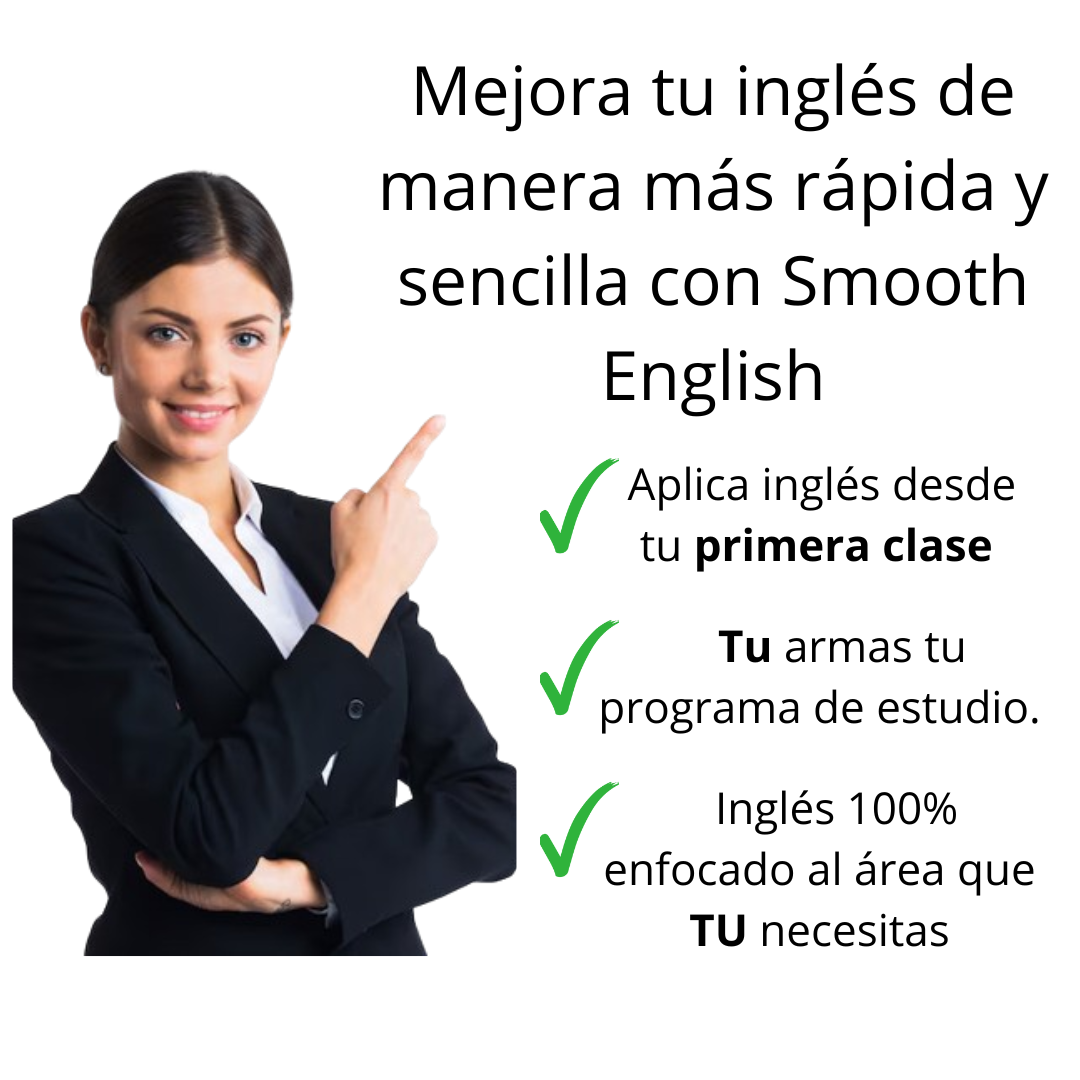 Mejora tu inglés de
manera más rápida y
sencilla con Smooth
English
Aplica inglés desde
tu primera clase
Tu armas tu
programa de estudio.
Inglés 100%
enfocado al área que
TU necesitas